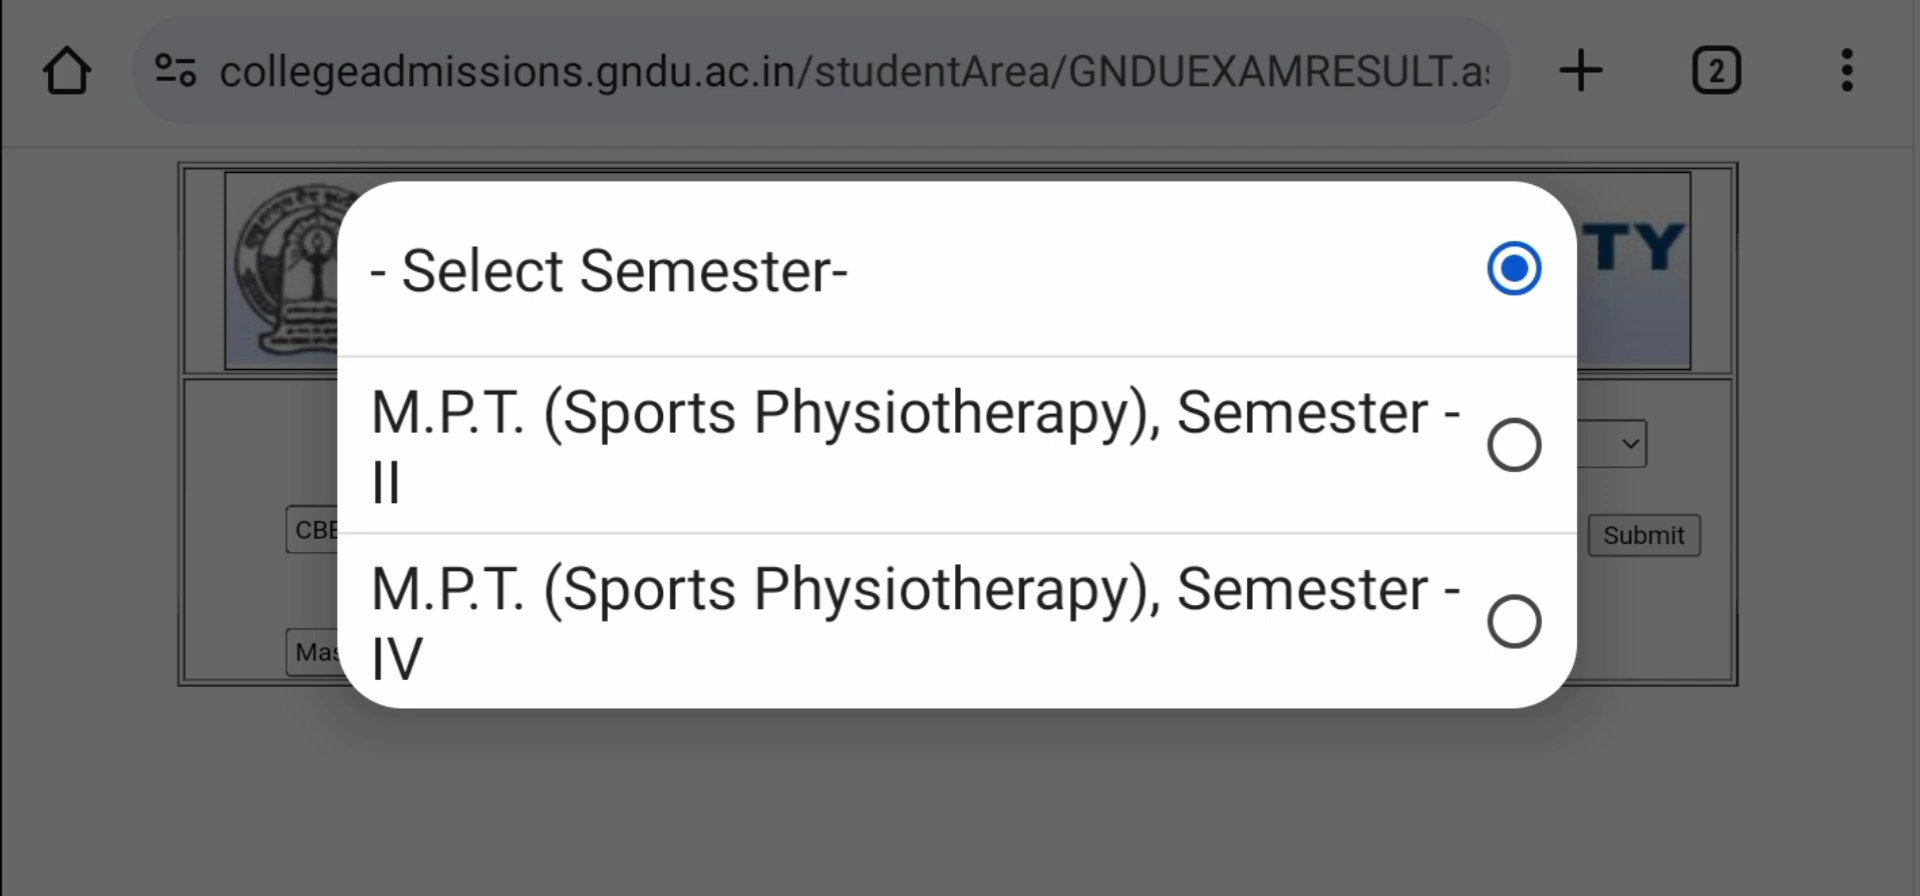 collegeadmissions.gndu.ac.in/studentArea/GNDUEXAMRESULT.as
2
TY
- Select Semester-
M.P.T. (Sports Physiotherapy), Semester -
II
CBE
Submit
M.P.T. (Sports Physiotherapy), Semester -
IV
Mas